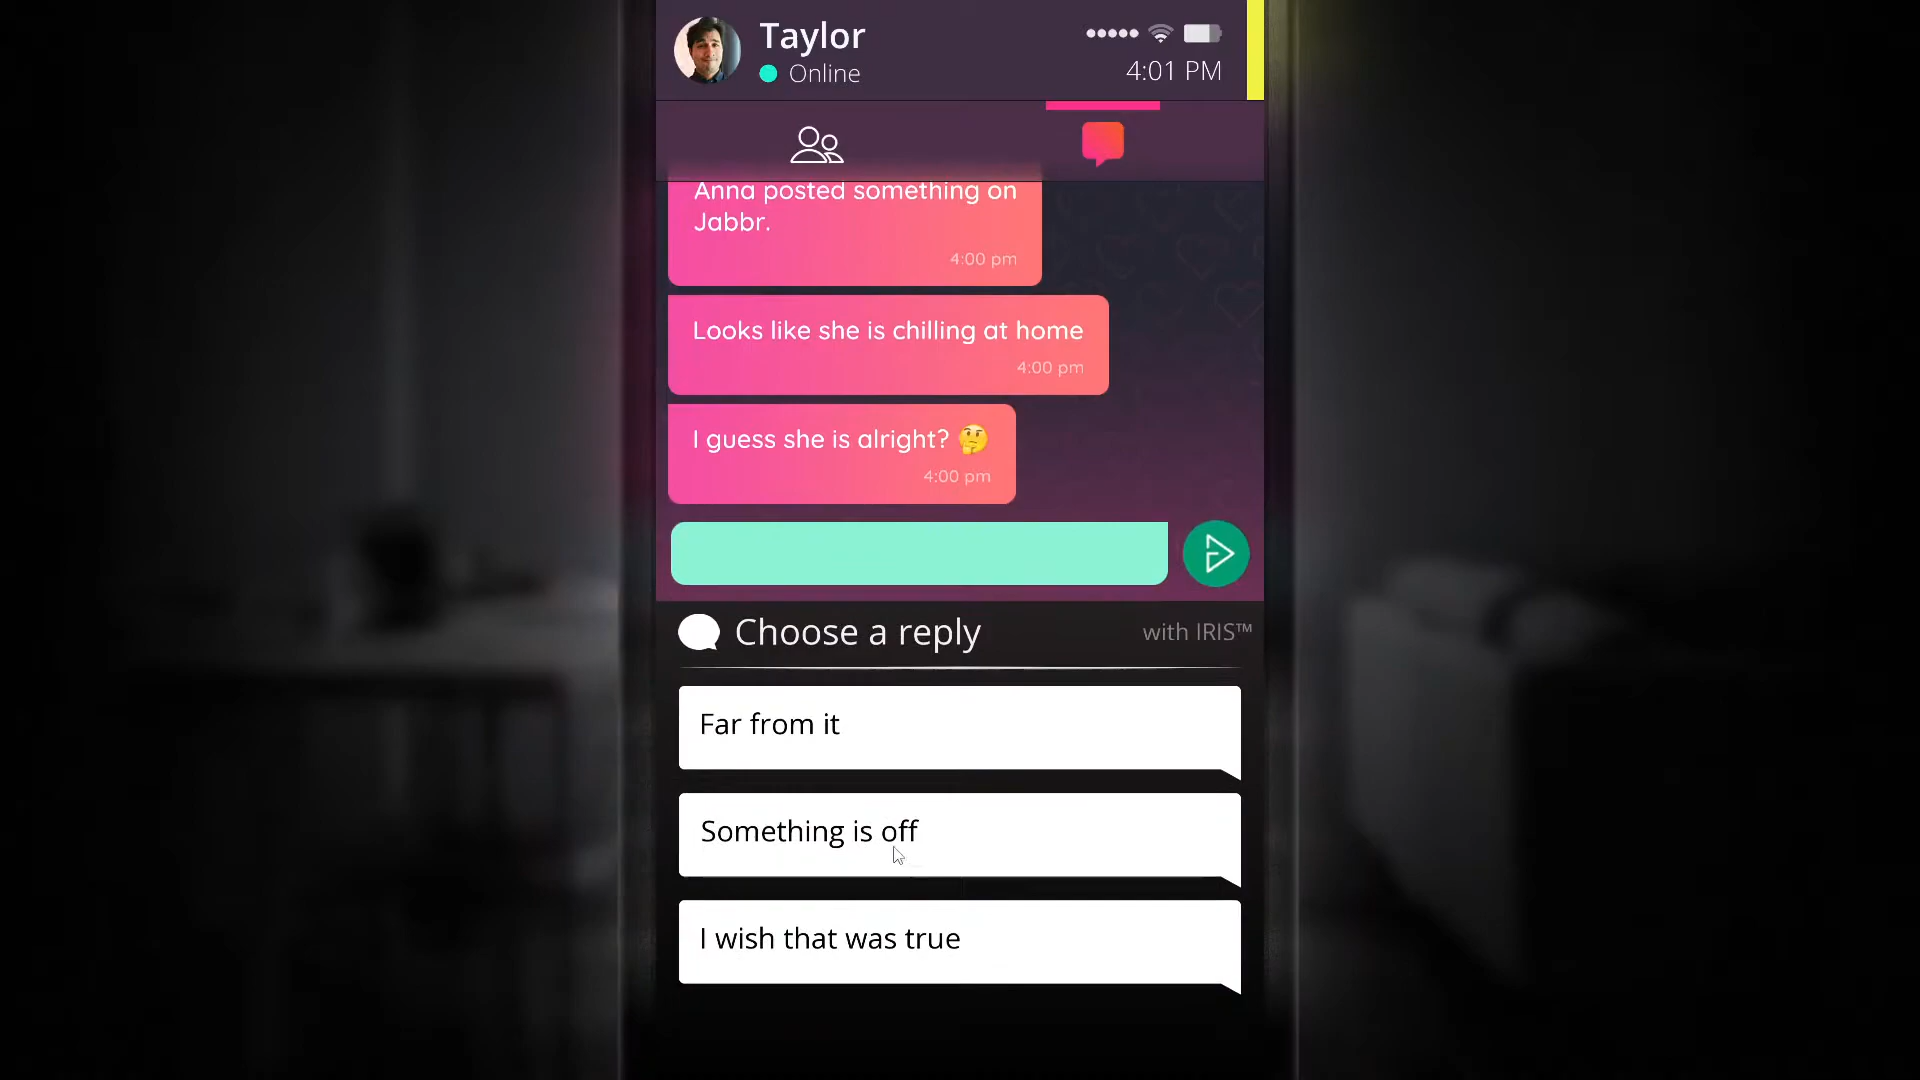 Taylor
Online
4:01 PM
Anna posted something on
Jabbr.
4:00 pm
Looks like she is chilling at home
4:00 pm
I guess she is alright? 🤔
4:00 pm
Choose a reply
with IRIS™
Far from it
Something is off
I wish that was true